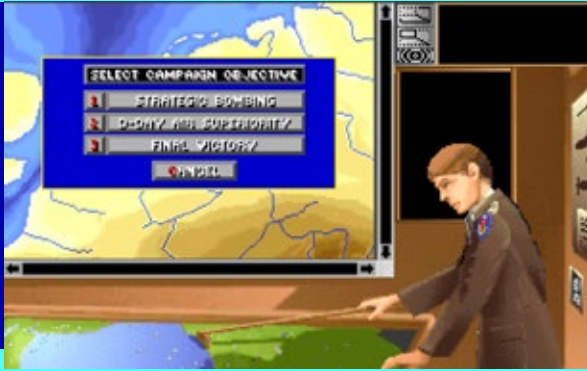 SELECT CAMPAIGN OBJECTIVE
1 STRATEGIC BOMBING
2 D-DAY AIR SUPERIORITY
3 FINAL VICTORY
CANCEL